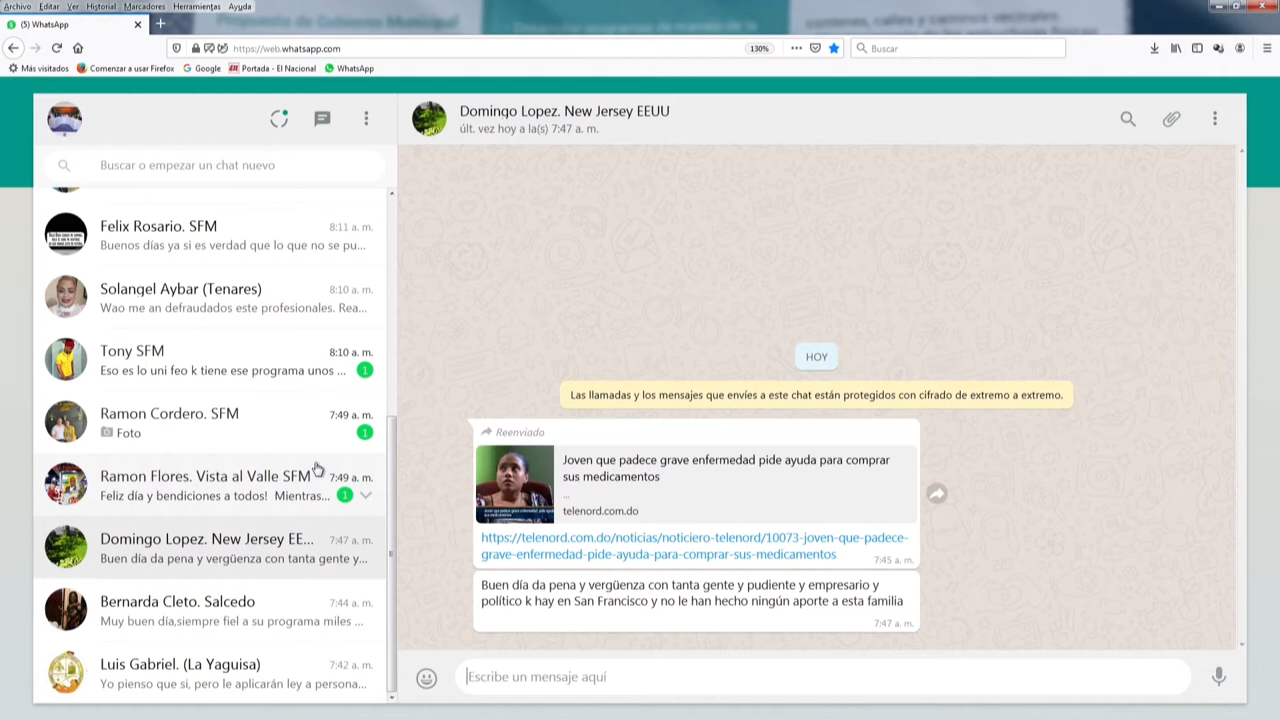 Archivo Editar Ver Historial Marcadores Herramientas Ayuda
Propuesta de Gobierno Municipal
(5) WhatsApp
https://web.whatsapp.com
130%
Buscar
Más visitados Comenzar a usar Firefox Google Portada - El Nacional WhatsApp
Domingo Lopez. New Jersey EEUU
últ. vez hoy a la(s) 7:47 a. m.
Buscar o empezar un chat nuevo
Felix Rosario. SFM 8:11 a. m.
Buenos días ya si es verdad que lo que no se pu...
Solangel Aybar (Tenares) 8:10 a. m.
Wao me an defraudados este profesionales. Rea...
Tony SFM 8:10 a. m.
Eso es lo uni feo k tiene ese programa unos ... 1
Ramon Cordero. SFM 7:49 a. m.
Foto 1
Ramon Flores. Vista al Valle SFM 7:49 a. m.
Feliz día y bendiciones a todos! Mientras... 1
Domingo Lopez. New Jersey EE... 7:47 a. m.
Buen día da pena y vergüenza con tanta gente y...
Bernarda Cleto. Salcedo 7:44 a. m.
Muy buen día,siempre fiel a su programa miles ...
Luis Gabriel. (La Yaguisa) 7:42 a. m.
Yo pienso que si, pero le aplicarán ley a persona...
HOY
Las llamadas y los mensajes que envíes a este chat están protegidos con cifrado de extremo a extremo.
Reenviado
Joven que padece grave enfermedad pide ayuda para comprar
sus medicamentos
...
telenord.com.do
https://telenord.com.do/noticias/noticiero-telenord/10073-joven-que-padece-
grave-enfermedad-pide-ayuda-para-comprar-sus-medicamentos
7:45 a. m.
Buen día da pena y vergüenza con tanta gente y pudiente y empresario y
político k hay en San Francisco y no le han hecho ningún aporte a esta familia
7:47 a. m.
Escribe un mensaje aquí